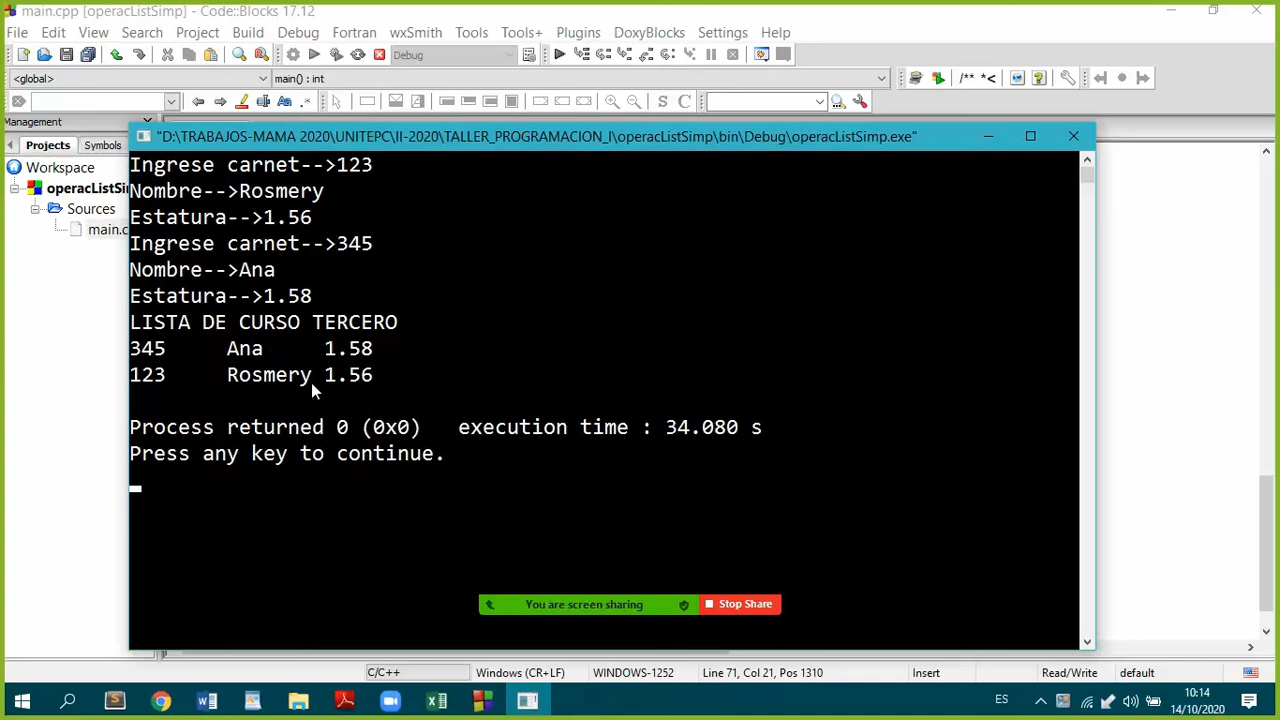 main.cpp [operacListSimp] - Code::Blocks 17.12
File Edit View Search Project Build Debug Fortran wxSmith Tools Tools+ Plugins DoxyBlocks Settings Help
Debug
<global> main() : int /** *<
Aa .* S C
Management
Projects Symbols
"D:\TRABAJOS-MAMA 2020\UNITEPC\II-2020\TALLER_PROGRAMACION_I\operacListSimp\bin\Debug\operacListSimp.exe"
Workspace
operacListSi
Sources
main.c
Ingrese carnet-->123
Nombre-->Rosmery
Estatura-->1.56
Ingrese carnet-->345
Nombre-->Ana
Estatura-->1.58
LISTA DE CURSO TERCERO
345 Ana 1.58
123 Rosmery 1.56
Process returned 0 (0x0) execution time : 34.080 s
Press any key to continue.
You are screen sharing Stop Share
C/C++ Windows (CR+LF) WINDOWS-1252 Line 71, Col 21, Pos 1310 Insert Read/Write default
ES 10:14
14/10/2020